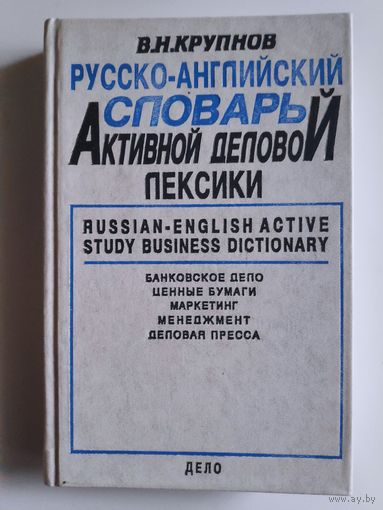 В.Н.КРУПНОВ
РУССКО-АНГЛИЙСКИЙ
СЛОВАРЬ
АКТИВНОЙ ДЕЛОВОЙ
ЛЕКСИКИ
RUSSIAN-ENGLISH ACTIVE
STUDY BUSINESS DICTIONARY
БАНКОВСКОЕ ДЕЛО
ЦЕННЫЕ БУМАГИ
МАРКЕТИНГ
МЕНЕДЖМЕНТ
ДЕЛОВАЯ ПРЕССА
ДЕЛО
www.ay.by